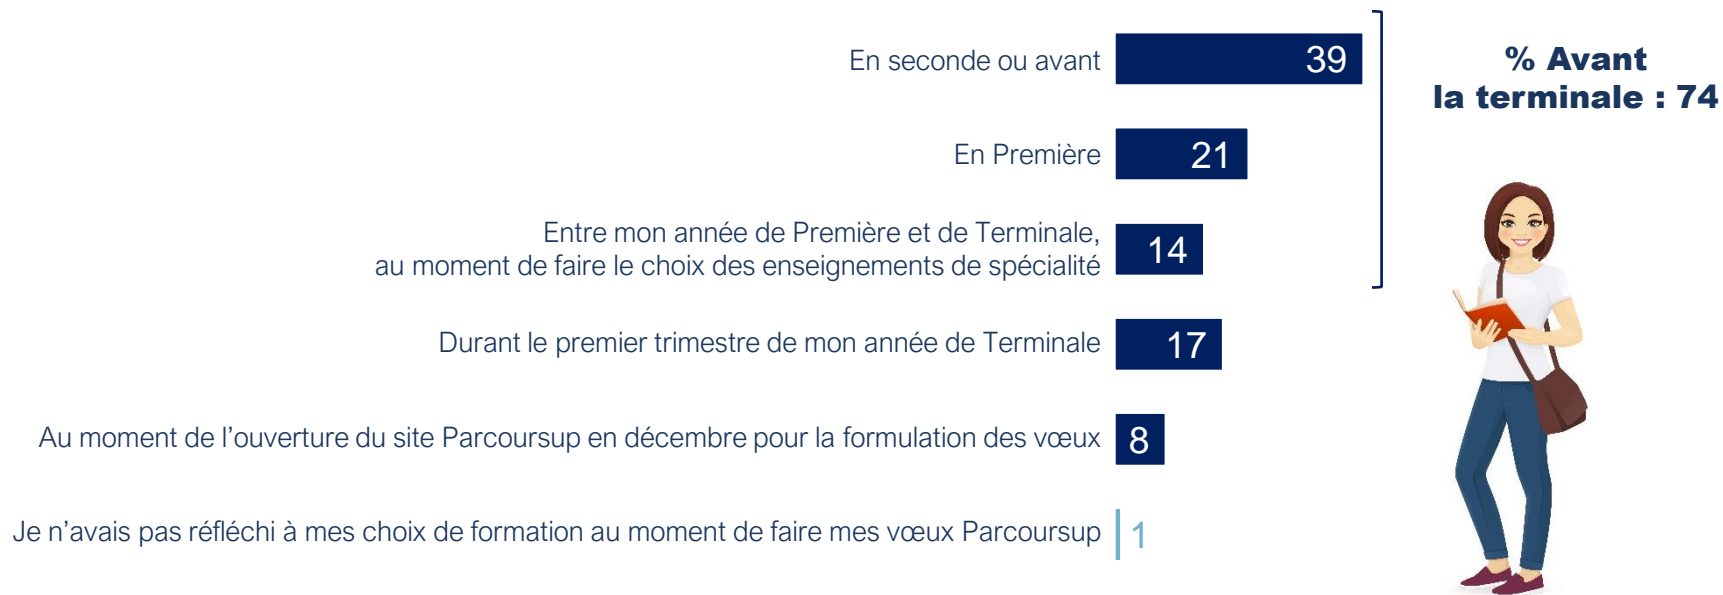 En seconde ou avant 39
% Avant
la terminale : 74
En Première 21
Entre mon année de Première et de Terminale,
au moment de faire le choix des enseignements de spécialité 14
Durant le premier trimestre de mon année de Terminale 17
Au moment de l’ouverture du site Parcoursup en décembre pour la formulation des vœux 8
Je n’avais pas réfléchi à mes choix de formation au moment de faire mes vœux Parcoursup 1